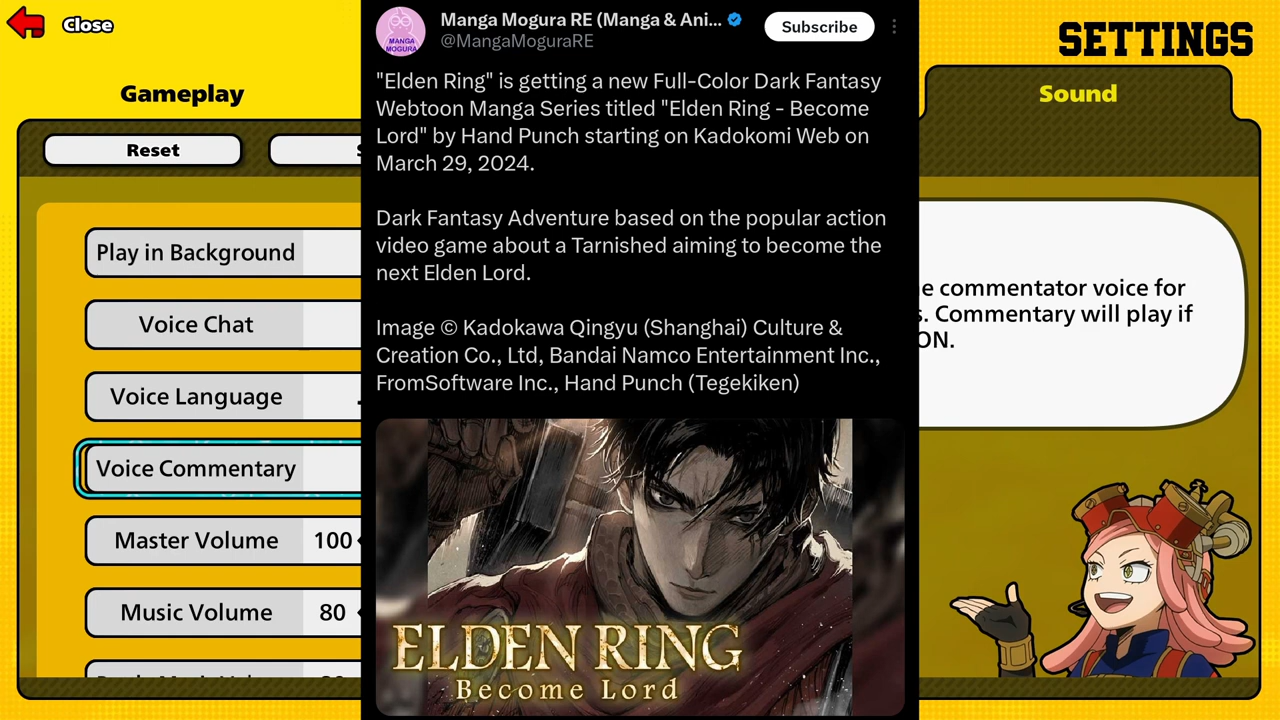 Close
SETTINGS
Gameplay
Sound
Reset
Play in Background
Voice Chat
Voice Language
Voice Commentary
Master Volume 100
Music Volume 80
Manga Mogura RE (Manga & Ani...
@MangaMoguraRE
Subscribe
MANGA
MOGURA
"Elden Ring" is getting a new Full-Color Dark Fantasy
Webtoon Manga Series titled "Elden Ring - Become
Lord" by Hand Punch starting on Kadokomi Web on
March 29, 2024.
Dark Fantasy Adventure based on the popular action
video game about a Tarnished aiming to become the
next Elden Lord.
Image © Kadokawa Qingyu (Shanghai) Culture &
Creation Co., Ltd, Bandai Namco Entertainment Inc.,
FromSoftware Inc., Hand Punch (Tegekiken)
ELDEN RING
Become Lord
e commentator voice for
s. Commentary will play if
ON.